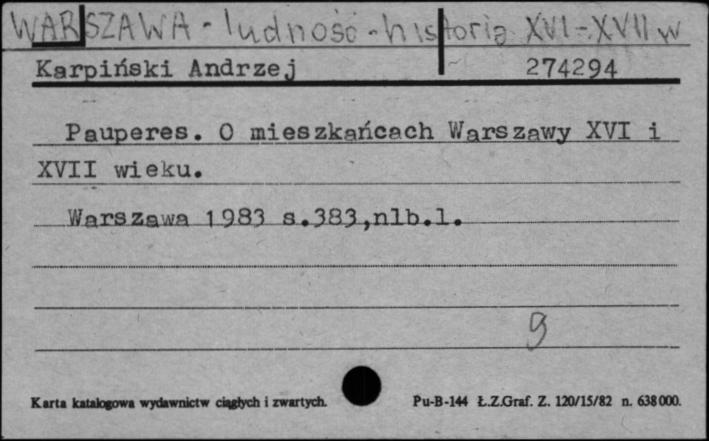 WARSZAWA - ludność - historia XVI-XVII w
Karpiński Andrzej 274294
Pauperes. O mieszkańcach Warszawy XVI i
XVII wieku.
Warszawa 1983 s.383,nlb.1.
9
Karta katalogowa wydawnictw ciągłych i zwartych. Pu-B-144 Ł.Z.Graf. Z. 120/15/82 n. 638000.